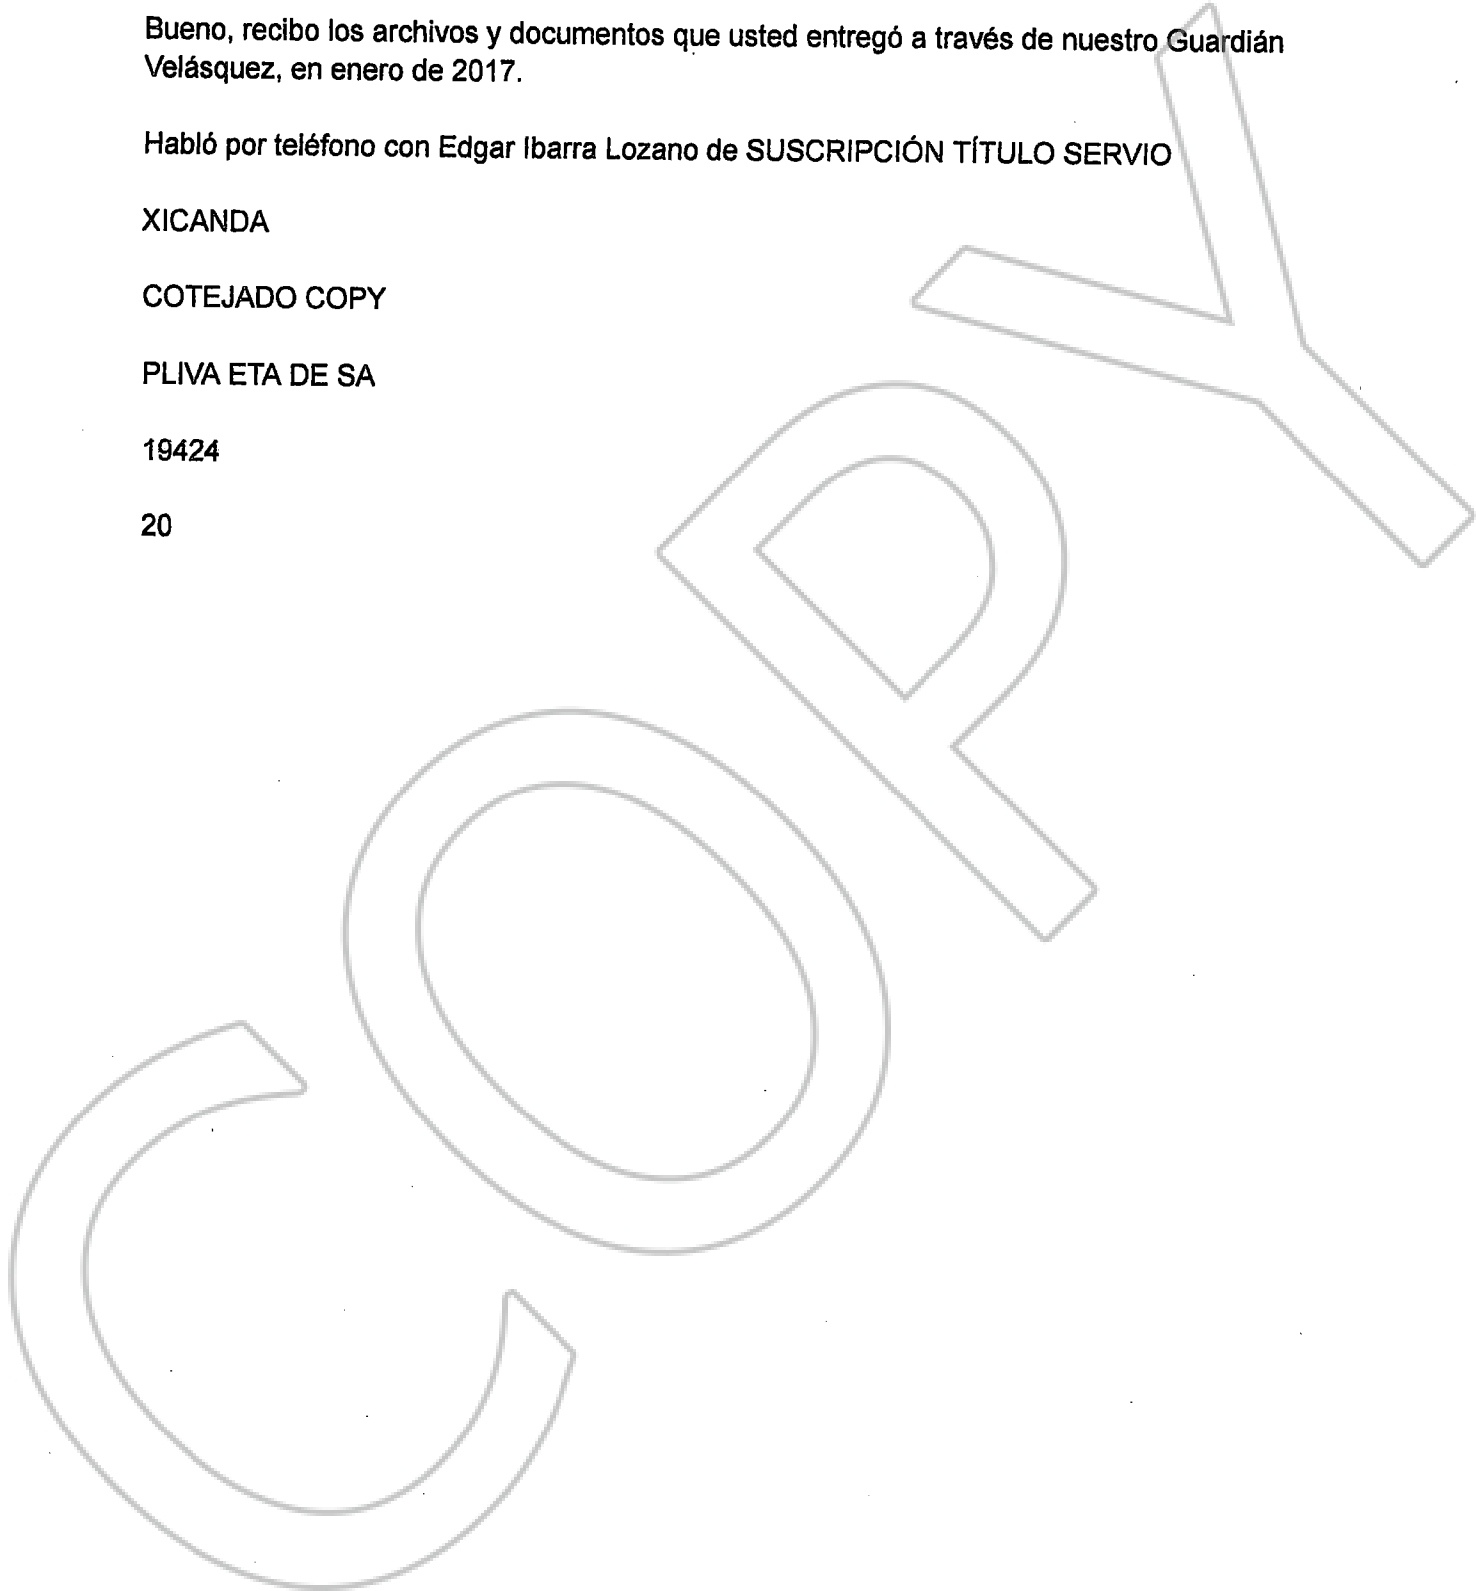 Bueno, recibo los archivos y documentos que usted entregó a través de nuestro Guardián
Velásquez, en enero de 2017.
Habló por teléfono con Edgar Ibarra Lozano de SUSCRIPCIÓN TÍTULO SERVIO
XICANDA
COTEJADO COPY
PLIVA ETA DE SA
19424
20
COPY